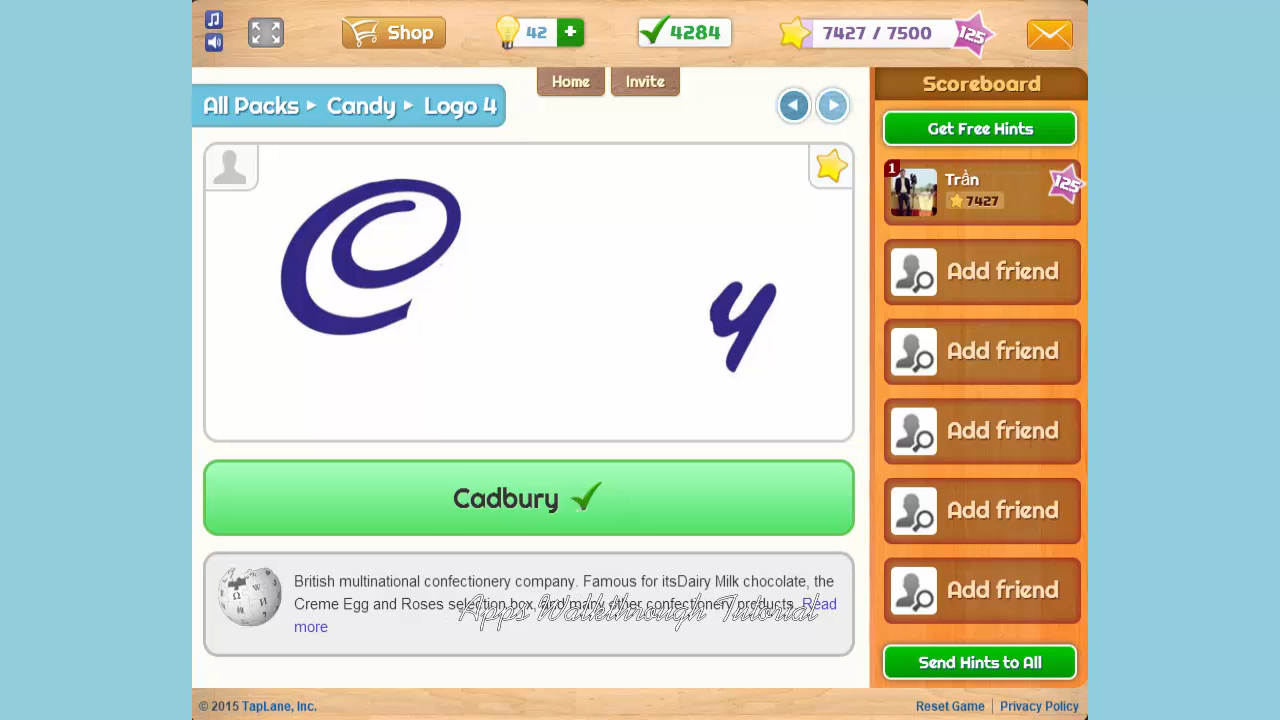 Shop
42
+
4284
7427 / 7500
125
Home
Invite
All Packs ▸ Candy ▸ Logo 4
C y
Cadbury
British multinational confectionery company. Famous for itsDairy Milk chocolate, the
Creme Egg and Roses selection box, and many other confectionery products. Read
more
Apps Walkthrough Tutorial
Scoreboard
Get Free Hints
1
Trần
7427
125
Add friend
Add friend
Add friend
Add friend
Add friend
Send Hints to All
© 2015 TapLane, Inc.
Reset Game | Privacy Policy